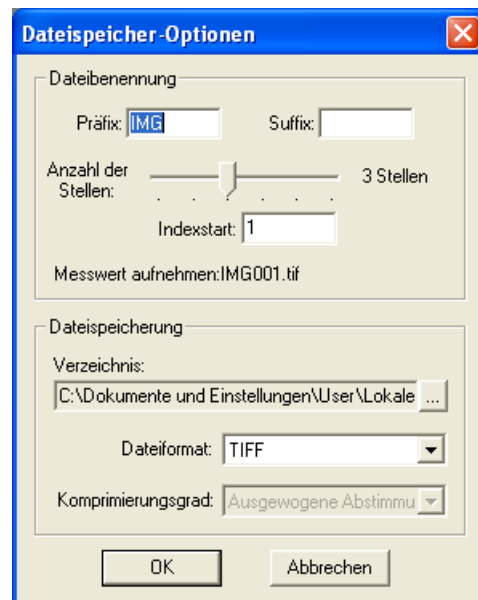 Dateispeicher-Optionen
Dateibenennung
Präfix: IMG Suffix:
Anzahl der Stellen: 3 Stellen
Indexstart: 1
Messwert aufnehmen:IMG001.tif
Dateispeicherung
Verzeichnis:
C:\Dokumente und Einstellungen\User\Lokale ...
Dateiformat: TIFF
Komprimierungsgrad: Ausgewogene Abstimmu
OK Abbrechen